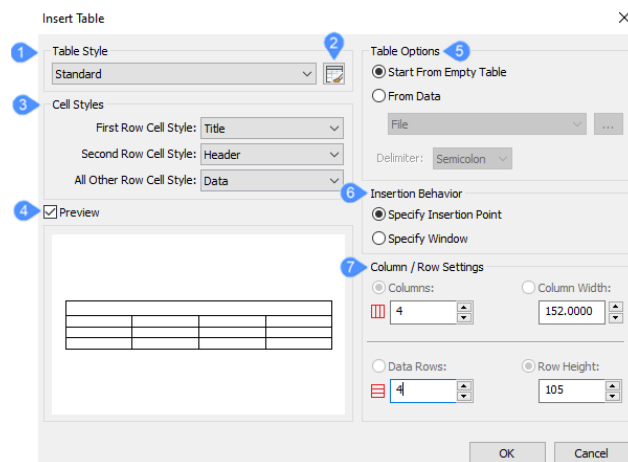 Insert Table
1 Table Style
2
Standard
3 Cell Styles
First Row Cell Style: Title
Second Row Cell Style: Header
All Other Row Cell Style: Data
4 Preview
Table Options 5
Start From Empty Table
From Data
File ...
Delimiter: Semicolon
6 Insertion Behavior
Specify Insertion Point
Specify Window
7 Column / Row Settings
Columns: Column Width:
4 152.0000
Data Rows: Row Height:
4 105
OK Cancel